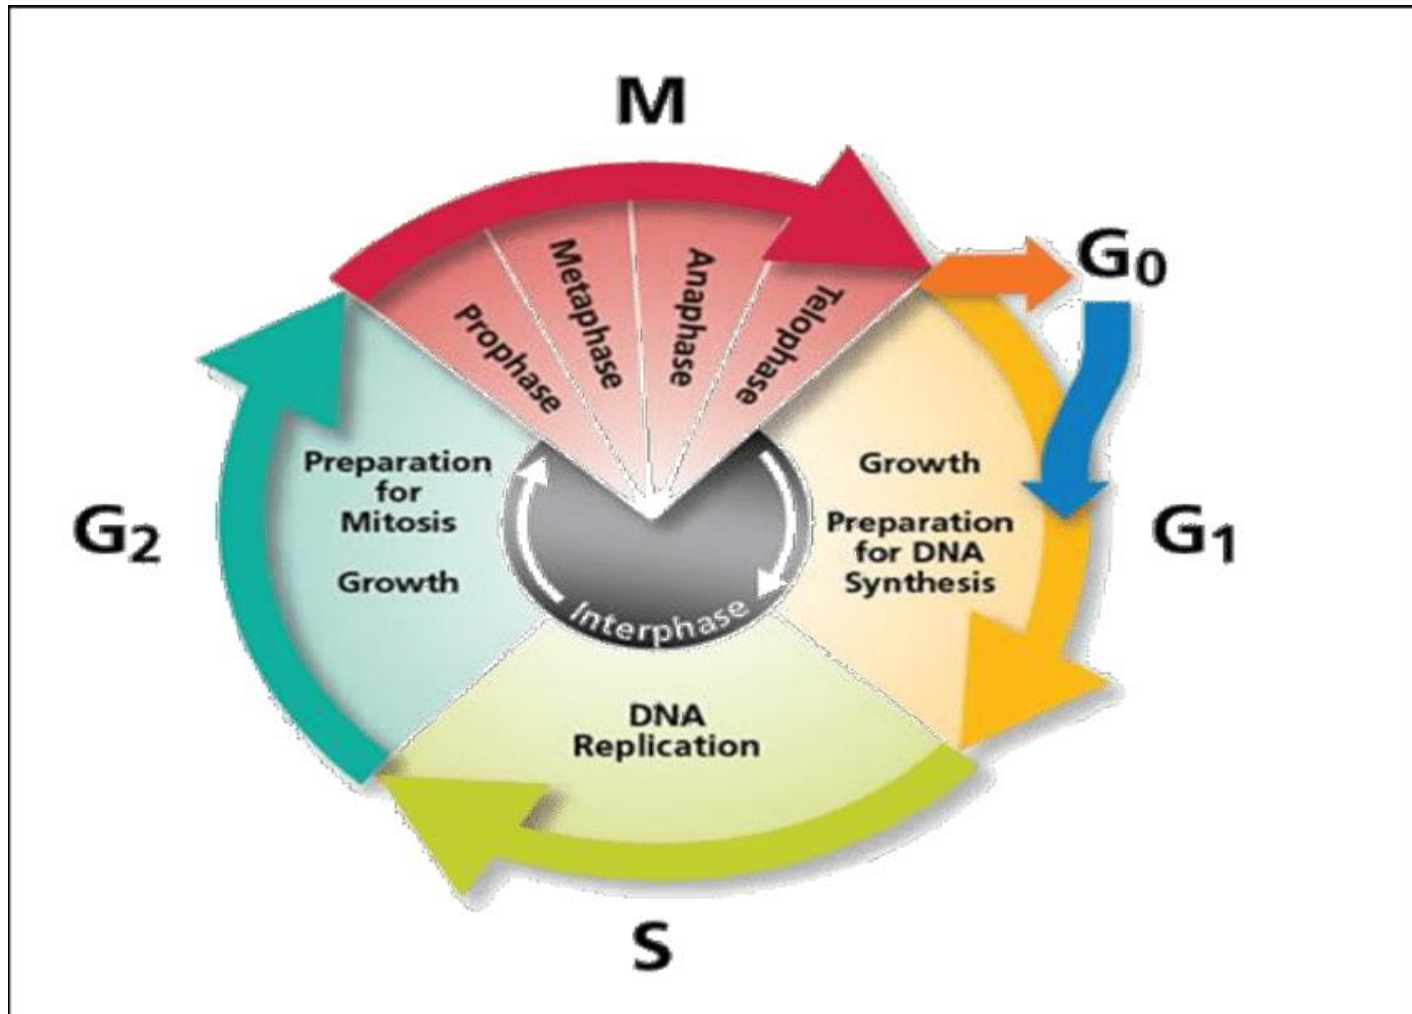 M
G0
Prophase
Metaphase
Anaphase
Telophase
Preparation
for
Mitosis
Growth
Growth
Preparation
for DNA
Synthesis
G2
G1
Interphase
DNA
Replication
S